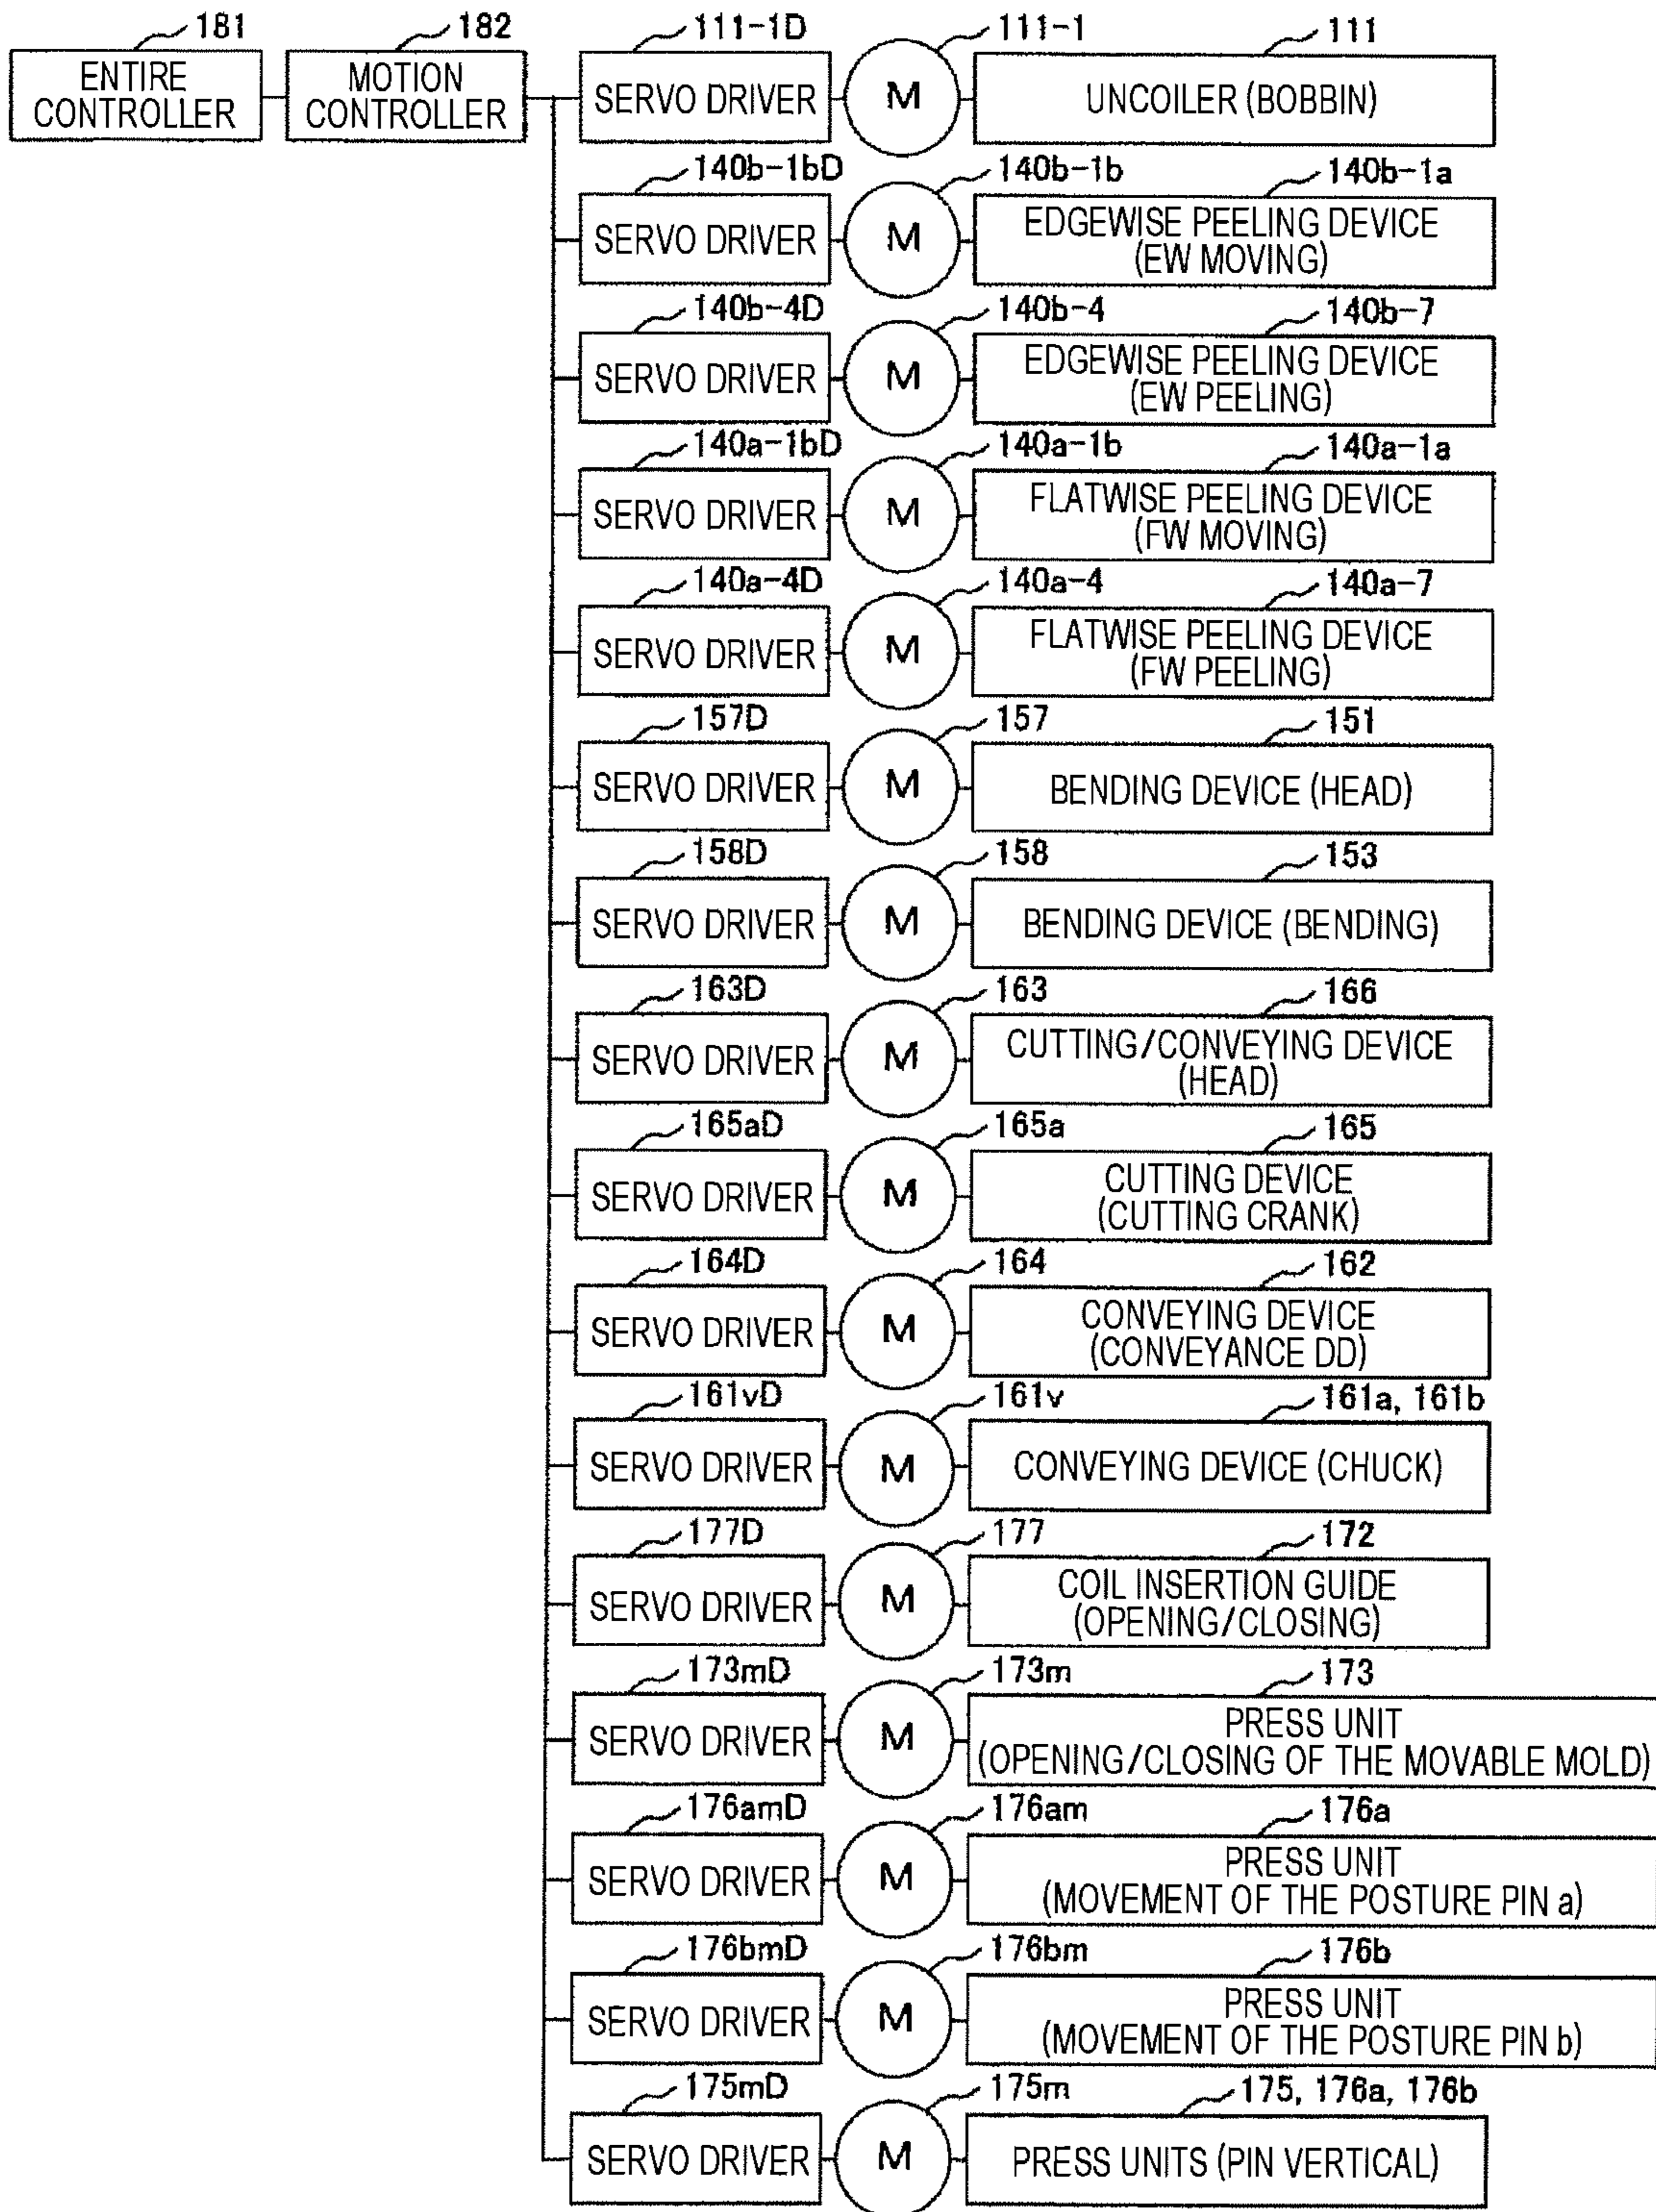 181
182
111-1D
111-1
111
ENTIRE
CONTROLLER
MOTION
CONTROLLER
SERVO DRIVER
M
UNCOILER (BOBBIN)
140b-1bD
140b-1b
140b-1a
SERVO DRIVER
M
EDGEWISE PEELING DEVICE
(EW MOVING)
140b-4D
140b-4
140b-7
SERVO DRIVER
M
EDGEWISE PEELING DEVICE
(EW PEELING)
140a-1bD
140a-1b
140a-1a
SERVO DRIVER
M
FLATWISE PEELING DEVICE
(FW MOVING)
140a-4D
140a-4
140a-7
SERVO DRIVER
M
FLATWISE PEELING DEVICE
(FW PEELING)
157D
157
151
SERVO DRIVER
M
BENDING DEVICE (HEAD)
158D
158
153
SERVO DRIVER
M
BENDING DEVICE (BENDING)
163D
163
166
SERVO DRIVER
M
CUTTING/CONVEYING DEVICE
(HEAD)
165aD
165a
165
SERVO DRIVER
M
CUTTING DEVICE
(CUTTING CRANK)
164D
164
162
SERVO DRIVER
M
CONVEYING DEVICE
(CONVEYANCE DD)
161vD
161v
161a, 161b
SERVO DRIVER
M
CONVEYING DEVICE (CHUCK)
177D
177
172
SERVO DRIVER
M
COIL INSERTION GUIDE
(OPENING/CLOSING)
173mD
173m
173
SERVO DRIVER
M
PRESS UNIT
(OPENING/CLOSING OF THE MOVABLE MOLD)
176amD
176am
176a
SERVO DRIVER
M
PRESS UNIT
(MOVEMENT OF THE POSTURE PIN a)
176bmD
176bm
176b
SERVO DRIVER
M
PRESS UNIT
(MOVEMENT OF THE POSTURE PIN b)
175mD
175m
175, 176a, 176b
SERVO DRIVER
M
PRESS UNITS (PIN VERTICAL)